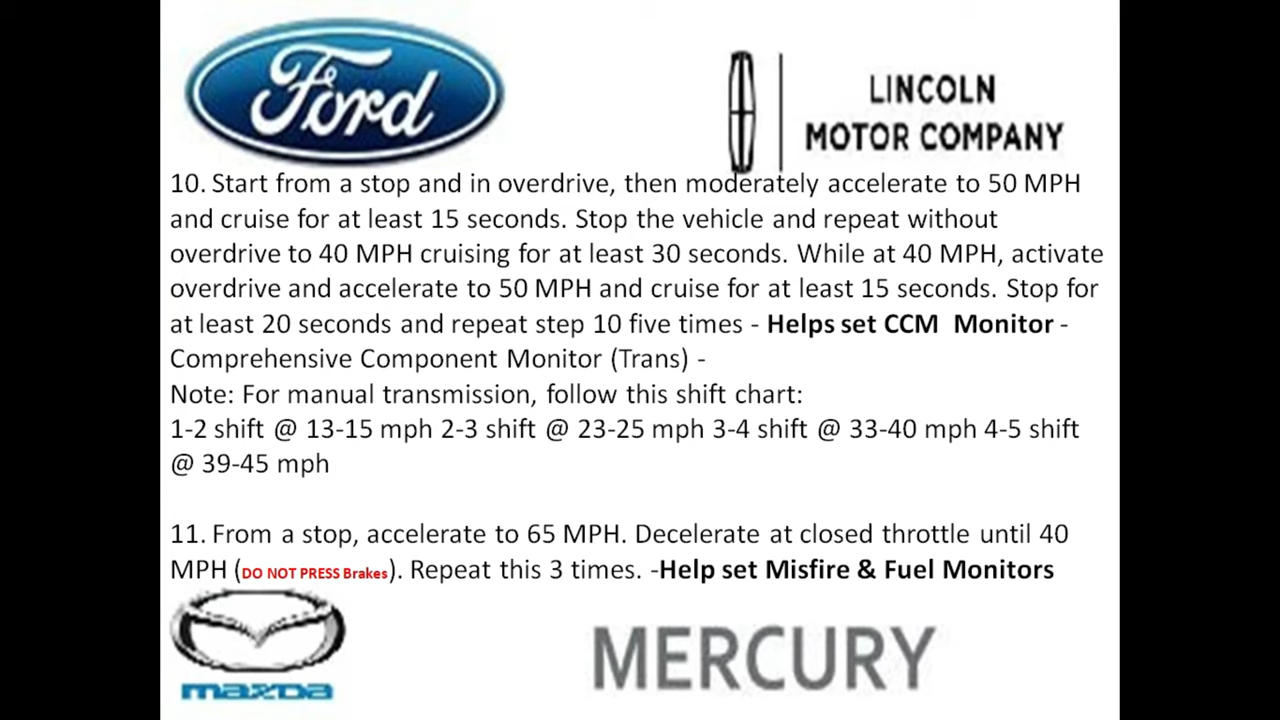 Ford
LINCOLN
MOTOR COMPANY
10. Start from a stop and in overdrive, then moderately accelerate to 50 MPH
and cruise for at least 15 seconds. Stop the vehicle and repeat without
overdrive to 40 MPH cruising for at least 30 seconds. While at 40 MPH, activate
overdrive and accelerate to 50 MPH and cruise for at least 15 seconds. Stop for
at least 20 seconds and repeat step 10 five times - Helps set CCM Monitor -
Comprehensive Component Monitor (Trans) -
Note: For manual transmission, follow this shift chart:
1-2 shift @ 13-15 mph 2-3 shift @ 23-25 mph 3-4 shift @ 33-40 mph 4-5 shift
@ 39-45 mph
11. From a stop, accelerate to 65 MPH. Decelerate at closed throttle until 40
MPH (DO NOT PRESS Brakes). Repeat this 3 times. -Help set Misfire & Fuel Monitors
mazda
MERCURY